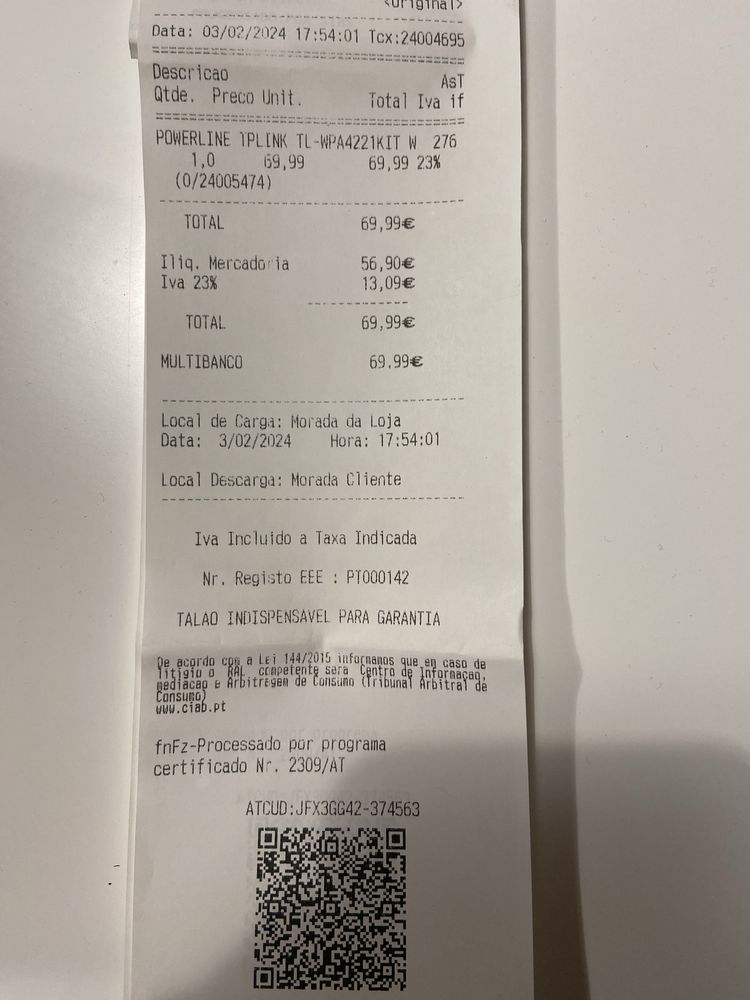 <Original>
Data: 03/02/2024 17:54:01 Tcx:24004695
Descricao AsT
Qtde. Preco Unit. Total Iva if
POWERLINE TPLINK TL-WPA4221KIT W 276
1,0 69,99 69,99 23%
(0/24005474)
TOTAL 69,99€
Iliq. Mercadoria 56,90€
Iva 23% 13,09€
TOTAL 69,99€
MULTIBANCO 69,99€
Local de Carga: Morada da Loja
Data: 3/02/2024 Hora: 17:54:01
Local Descarga: Morada Cliente
Iva Incluido a Taxa Indicada
Nr. Registo EEE : PT000142
TALAO INDISPENSAVEL PARA GARANTIA
De acordo com a Lei 144/2015 informamos que em caso de
litigio o RAL competente sera Centro de Informacao,
mediacao e Arbitragem de Consumo (Tribunal Arbitral de
Consumo)
www.ciab.pt
fnFz-Processado por programa
certificado Nr. 2309/AT
ATCUD:JFX3GG42-374563